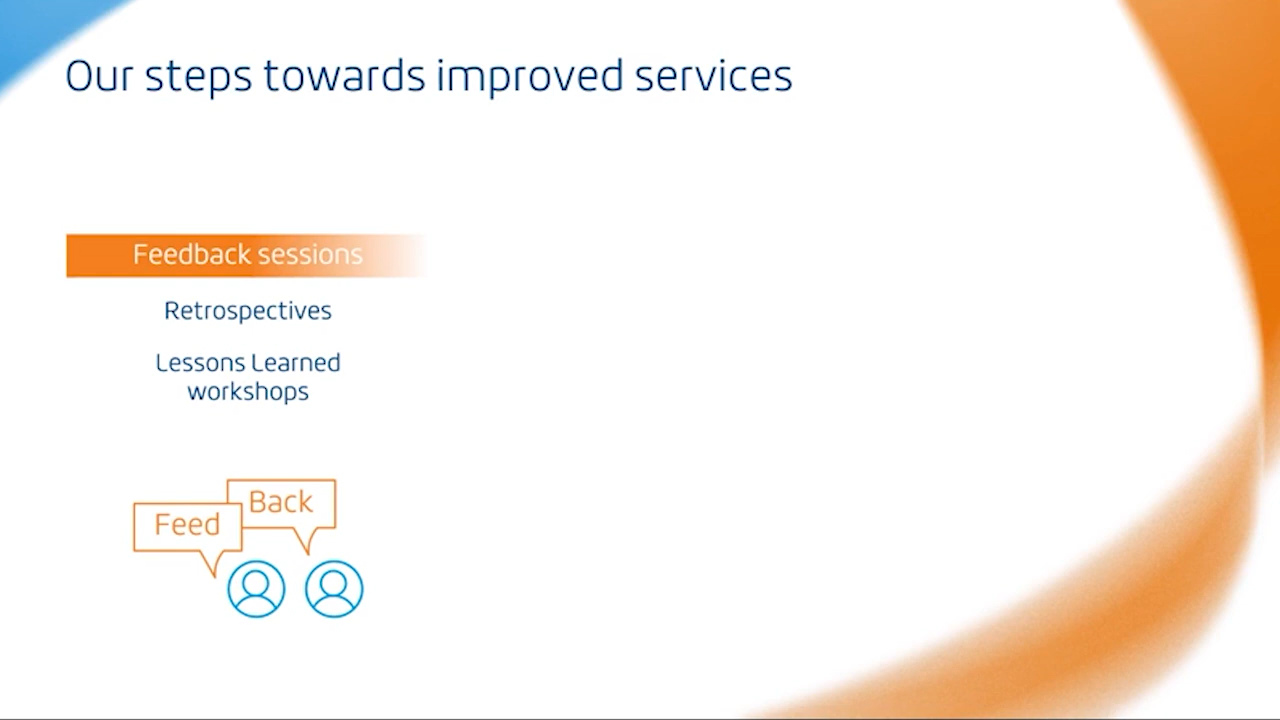 Our steps towards improved services
Feedback sessions
Retrospectives
Lessons Learned
workshops
Back
Feed